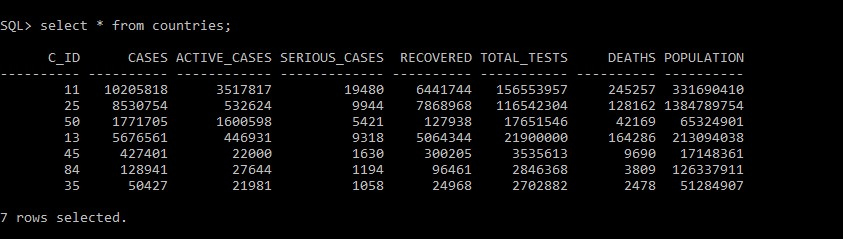 SQL> select * from countries;
C_ID CASES ACTIVE_CASES SERIOUS_CASES RECOVERED TOTAL_TESTS DEATHS POPULATION
---------- ---------- ------------ ------------- ---------- ----------- ---------- ----------
11 10205818 3517817 19480 6441744 156553957 245257 331690410
25 8530754 532624 9944 7868968 116542304 128162 1384789754
50 1771705 1600598 5421 127938 17651546 42169 65324901
13 5676561 446931 9318 5064344 21900000 164286 213094038
45 427401 22000 1630 300205 3535613 9690 17148361
84 128941 27644 1194 96461 2846368 3809 126337911
35 50427 21981 1058 24968 2702882 2478 51284907
7 rows selected.